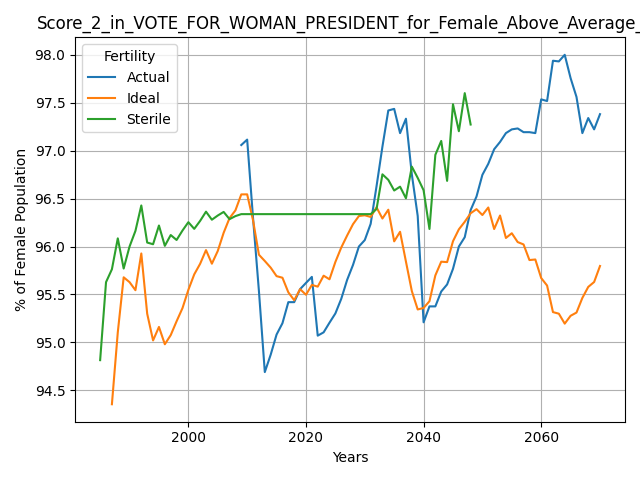 Score_2_in_VOTE_FOR_WOMAN_PRESIDENT_for_Female_Above_Average_
Fertility
Actual
Ideal
Sterile
% of Female Population
98.0
97.5
97.0
96.5
96.0
95.5
95.0
94.5
2000 2020 2040 2060
Years